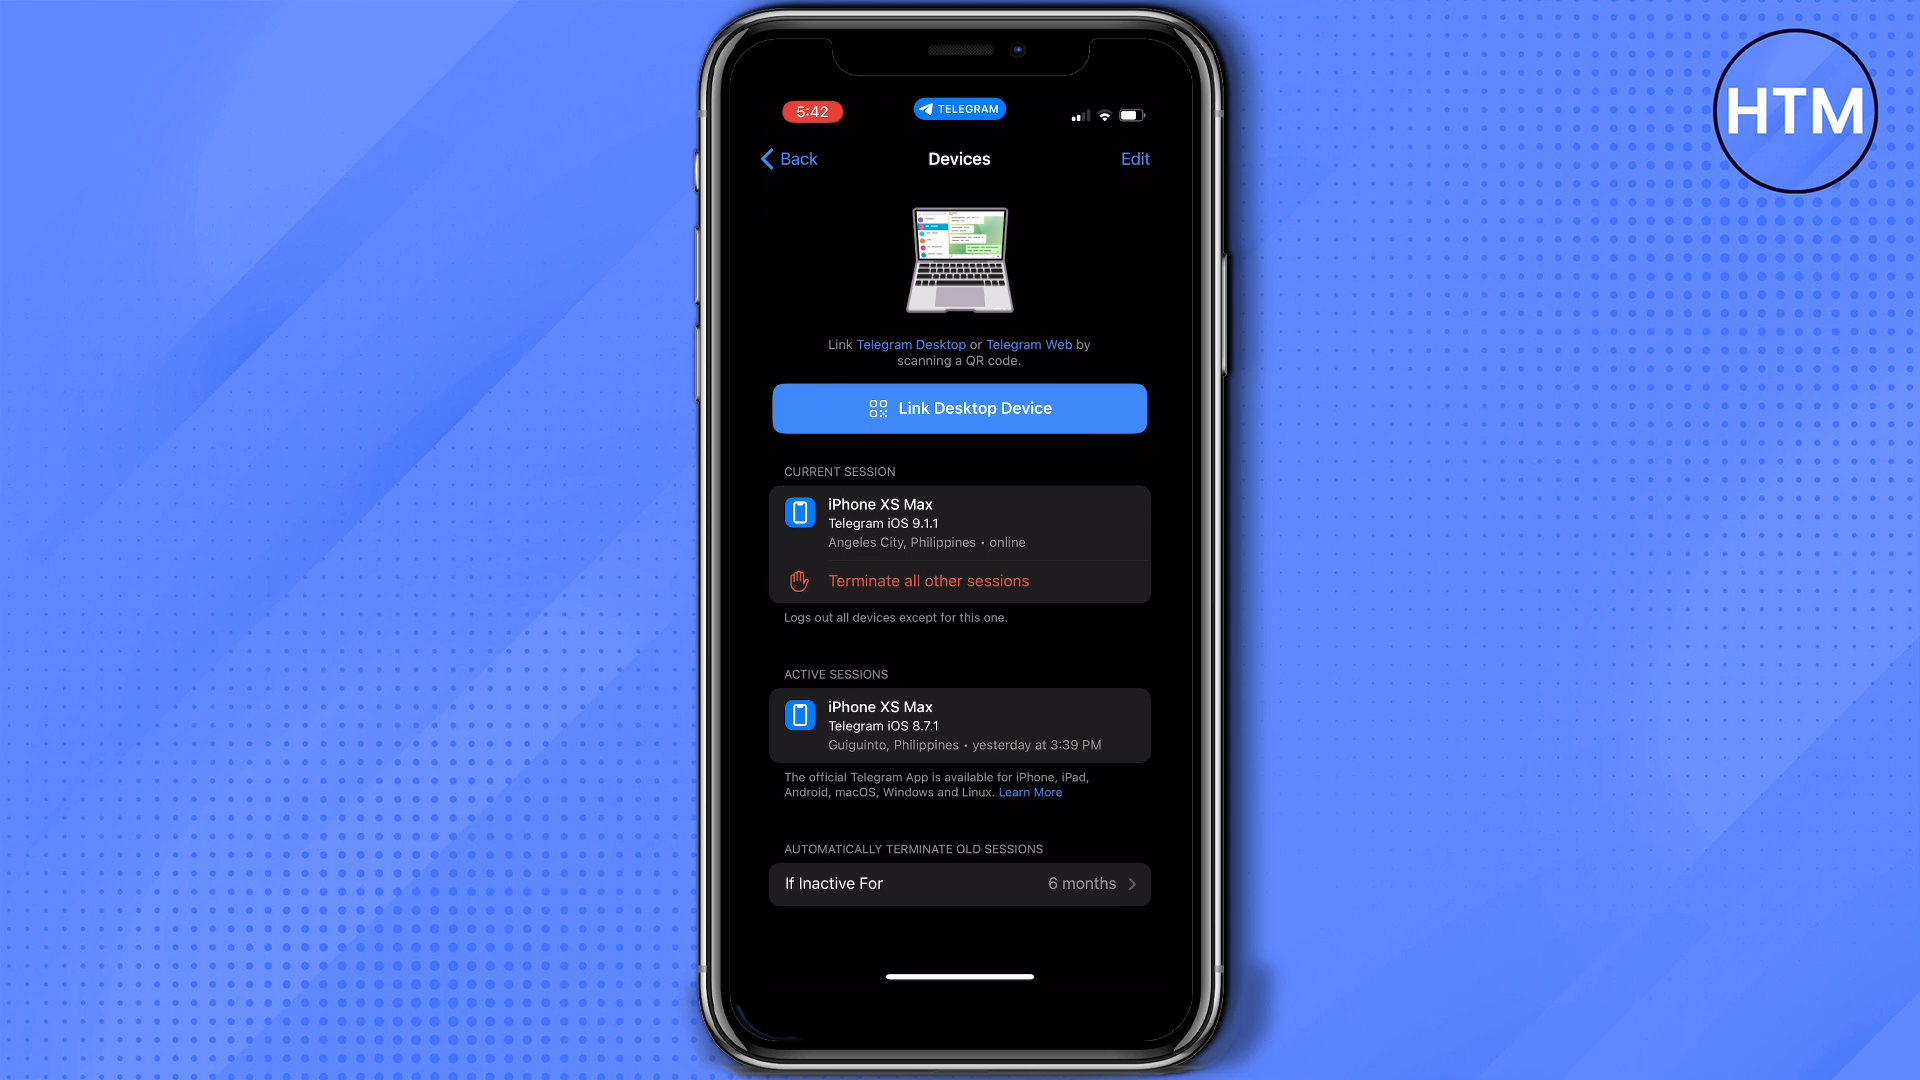 HTM
5:42
TELEGRAM
Back
Devices
Edit
Link Telegram Desktop or Telegram Web by
scanning a QR code.
Link Desktop Device
CURRENT SESSION
iPhone XS Max
Telegram iOS 9.1.1
Angeles City, Philippines • online
Terminate all other sessions
Logs out all devices except for this one.
ACTIVE SESSIONS
iPhone XS Max
Telegram iOS 8.7.1
Guiguinto, Philippines • yesterday at 3:39 PM
The official Telegram App is available for iPhone, iPad,
Android, macOS, Windows and Linux. Learn More
AUTOMATICALLY TERMINATE OLD SESSIONS
If Inactive For
6 months